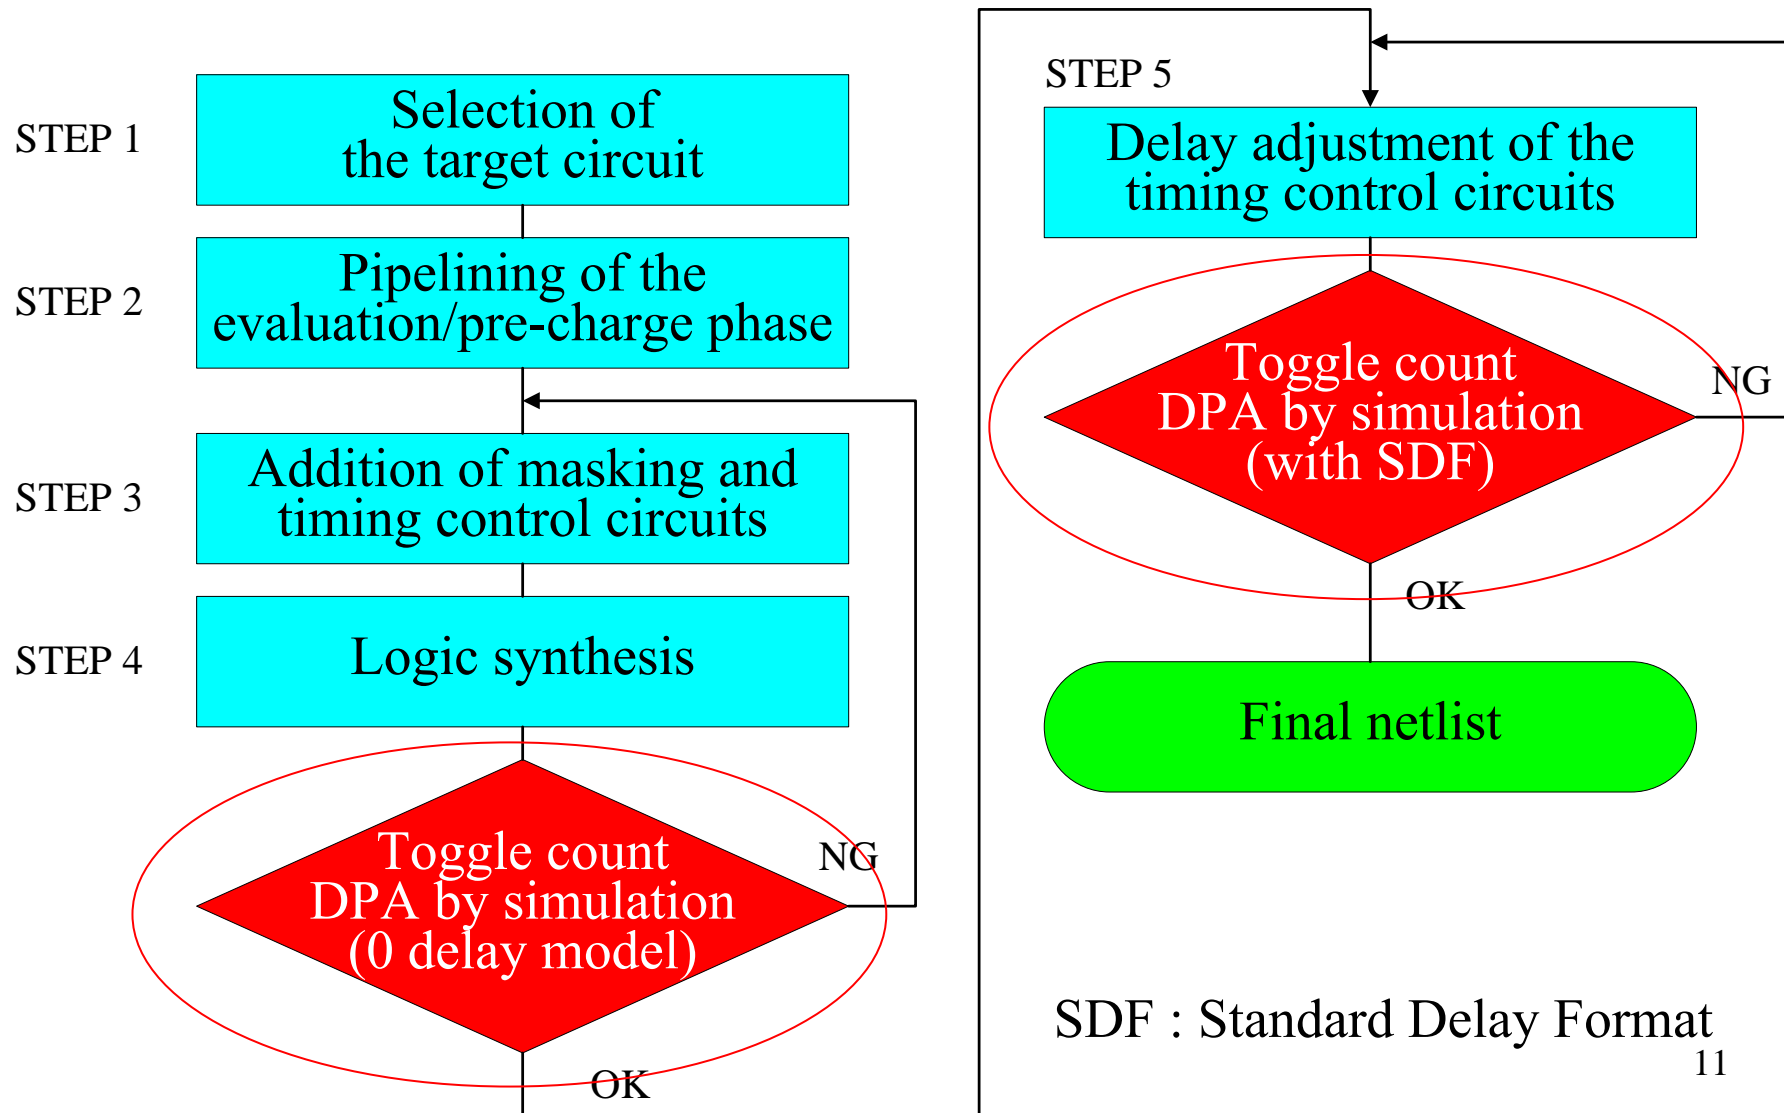 STEP 1
Selection of
the target circuit
STEP 2
Pipelining of the
evaluation/pre-charge phase
STEP 3
Addition of masking and
timing control circuits
STEP 4
Logic synthesis
Toggle count
DPA by simulation
(0 delay model)
NG
OK
STEP 5
Delay adjustment of the
timing control circuits
Toggle count
DPA by simulation
(with SDF)
NG
OK
Final netlist
SDF : Standard Delay Format
11